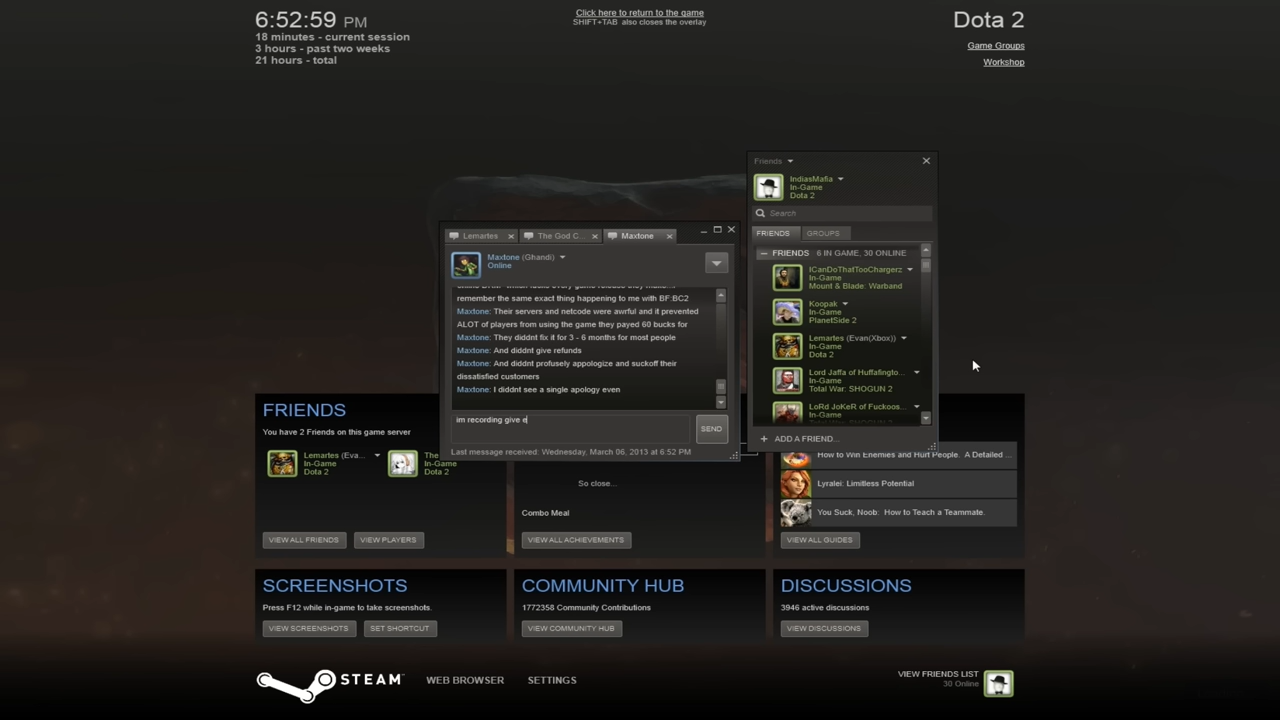 6:52:59 PM
18 minutes - current session
3 hours - past two weeks
21 hours - total
Click here to return to the game
SHIFT+TAB also closes the overlay
Dota 2
Game Groups
Workshop
Friends
IndiasMafia
In-Game
Dota 2
Search
FRIENDS GROUPS
FRIENDS 6 IN GAME, 30 ONLINE
ICanDoThatTooChargerz
In-Game
Mount & Blade: Warband
Koopak
In-Game
PlanetSide 2
Lemartes (Evan(Xbox))
In-Game
Dota 2
Lord Jaffa of Huffington...
In-Game
Total War: SHOGUN 2
LoRd JoKeR of Fuckoos...
In-Game
ADD A FRIEND...
Lemartes The God C... Maxtone
Maxtone (Ghandi)
Online
remember the same exact thing happening to me with BF:BC2
Maxtone: Their servers and netcode were awful and it prevented
ALOT of players from using the game they payed 60 bucks for
Maxtone: They diddnt fix it for 3 - 6 months for most people
Maxtone: And diddnt give refunds
Maxtone: And diddnt profusely appologize and suckoff their
dissatisfied customers
Maxtone: I diddnt see a single apology even
im recording give e
SEND
Last message received: Wednesday, March 06, 2013 at 6:52 PM
FRIENDS
You have 2 Friends on this game server
Lemartes (Eva...
In-Game
Dota 2
The
In-Game
Dota 2
VIEW ALL FRIENDS VIEW PLAYERS
So close...
Combo Meal
VIEW ALL ACHIEVEMENTS
How to Win Enemies and Hurt People. A Detailed ...
Lyralei: Limitless Potential
You Suck, Noob: How to Teach a Teammate.
VIEW ALL GUIDES
SCREENSHOTS
Press F12 while in-game to take screenshots.
VIEW SCREENSHOTS SET SHORTCUT
COMMUNITY HUB
1772358 Community Contributions
VIEW COMMUNITY HUB
DISCUSSIONS
3946 active discussions
VIEW DISCUSSIONS
STEAM WEB BROWSER SETTINGS
VIEW FRIENDS LIST
30 Online